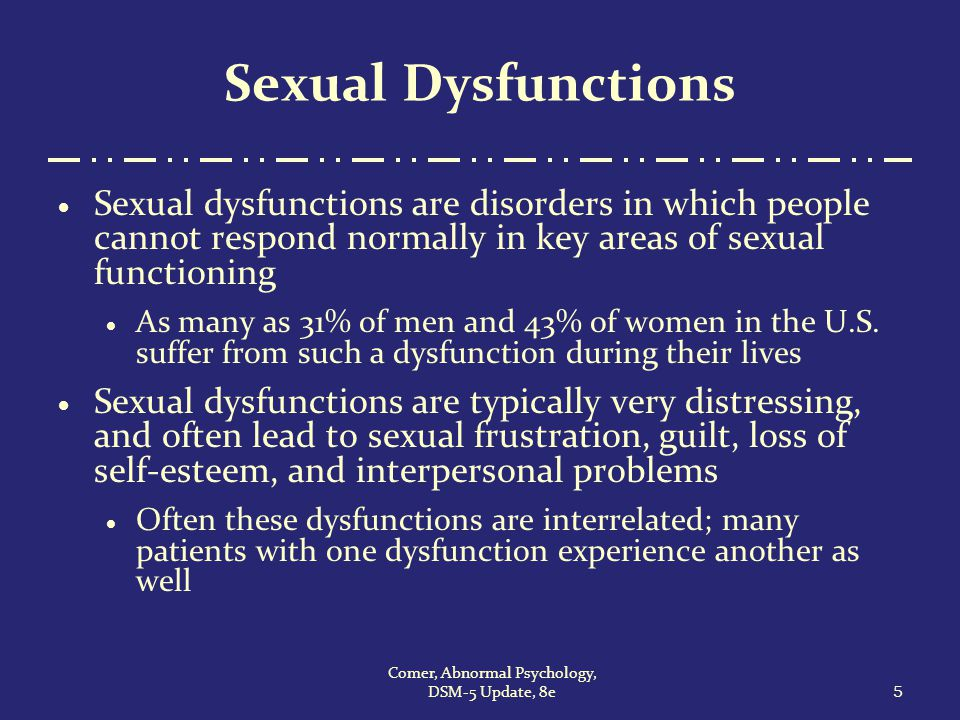 Sexual Dysfunctions
• Sexual dysfunctions are disorders in which people
cannot respond normally in key areas of sexual
functioning
• As many as 31% of men and 43% of women in the U.S.
suffer from such a dysfunction during their lives
• Sexual dysfunctions are typically very distressing,
and often lead to sexual frustration, guilt, loss of
self-esteem, and interpersonal problems
• Often these dysfunctions are interrelated; many
patients with one dysfunction experience another as
well
Comer, Abnormal Psychology,
DSM-5 Update, 8e
5